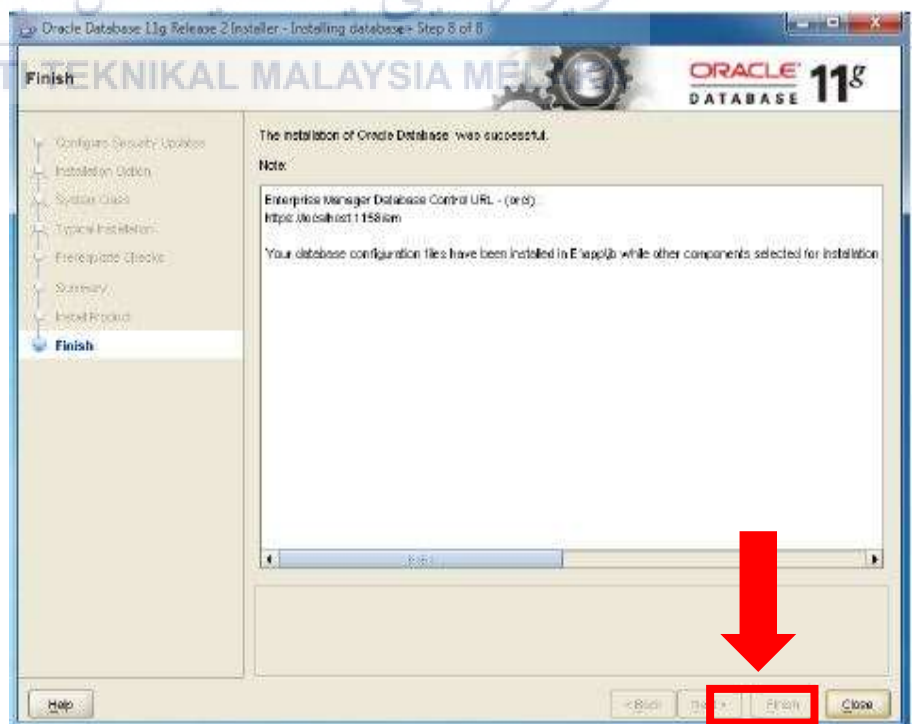 Oracle Database 11g Release 2 Installer - Installing database - Step 8 of 8
TEKNIKAL MALAYSIA
Finish
ORACLE
DATABASE 11g
Configure Security Updates
Installation Option
System Class
Typical Installation
Prerequisite Checks
Summary
Install Product
Finish
The installation of Oracle Database was successful.
Note:
Enterprise Manager Database Control URL - (orcl) :
https://localhost:1158/em
Your database configuration files have been installed in while other components selected for installation
Help
< Back
Next >
Finish
Close